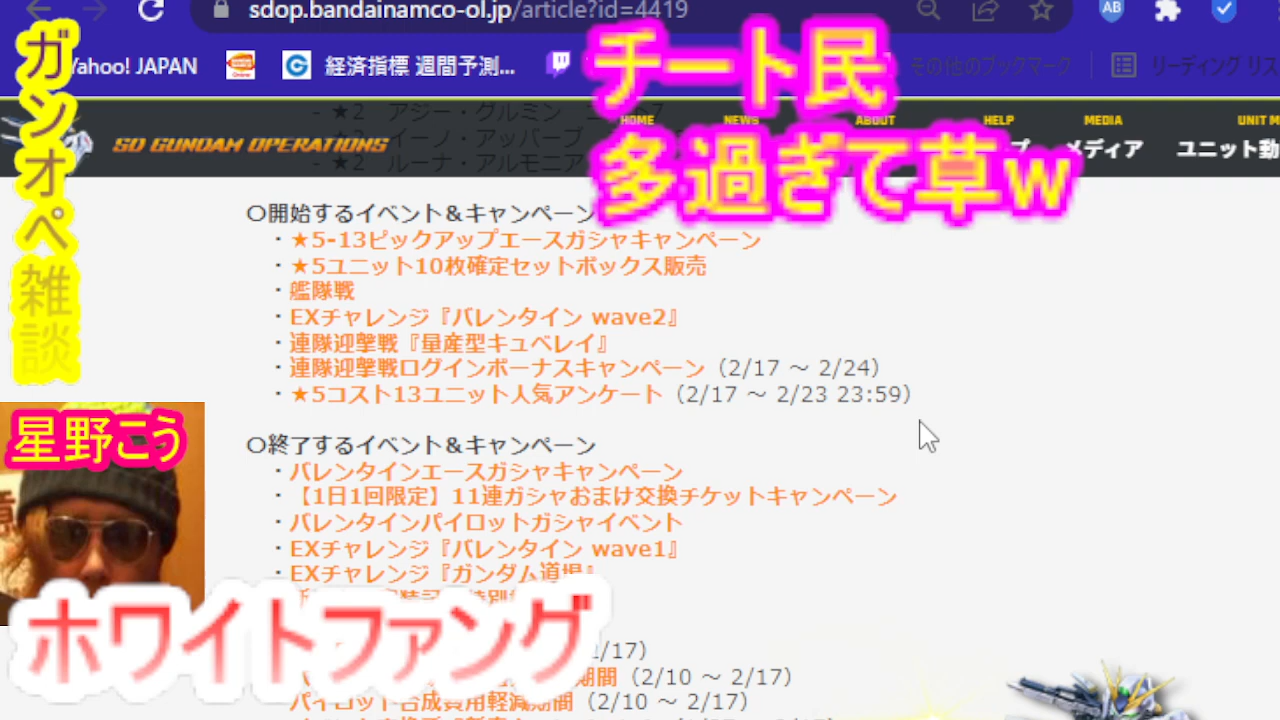 sdop.bandainamco-ol.jp/article?id=4419
AB
Yahoo! JAPAN
経済指標 週間予測...
その他のブックマーク
リーディング リス
チート民
多過ぎて草w
ガンオペ雑談
- ★2 アジー・グルミン
- ★2 イーノ・アッバーブ
- ★2 ルーナ・アルモニア
SD GUNDAM OPERATIONS
HOME
NEWS
ABOUT
HELP
MEDIA
UNIT M
メディア
ユニット動
〇開始するイベント＆キャンペーン
・★5-13ピックアップエースガシャキャンペーン
・★5ユニット10枚確定セットボックス販売
・艦隊戦
・EXチャレンジ『バレンタイン wave2』
・連隊迎撃戦『量産型キュベレイ』
・連隊迎撃戦ログインボーナスキャンペーン（2/17 ～ 2/24）
・★5コスト13ユニット人気アンケート（2/17 ～ 2/23 23:59）
〇終了するイベント＆キャンペーン
・バレンタインエースガシャキャンペーン
・【1日1回限定】11連ガシャおまけ交換チケットキャンペーン
・バレンタインパイロットガシャイベント
・EXチャレンジ『バレンタイン wave1』
・EXチャレンジ『ガンダム道場』
星野こう
ホワイトファング
/17）
期間（2/10 ～ 2/17）
パイロット合成費用軽減期間（2/10 ～ 2/17）